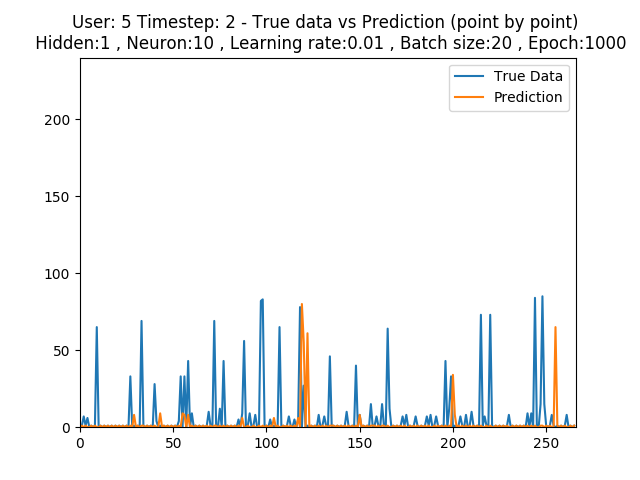 User: 5 Timestep: 2 - True data vs Prediction (point by point)
Hidden:1 , Neuron:10 , Learning rate:0.01 , Batch size:20 , Epoch:1000
True Data
Prediction
200
150
100
50
0
0 50 100 150 200 250